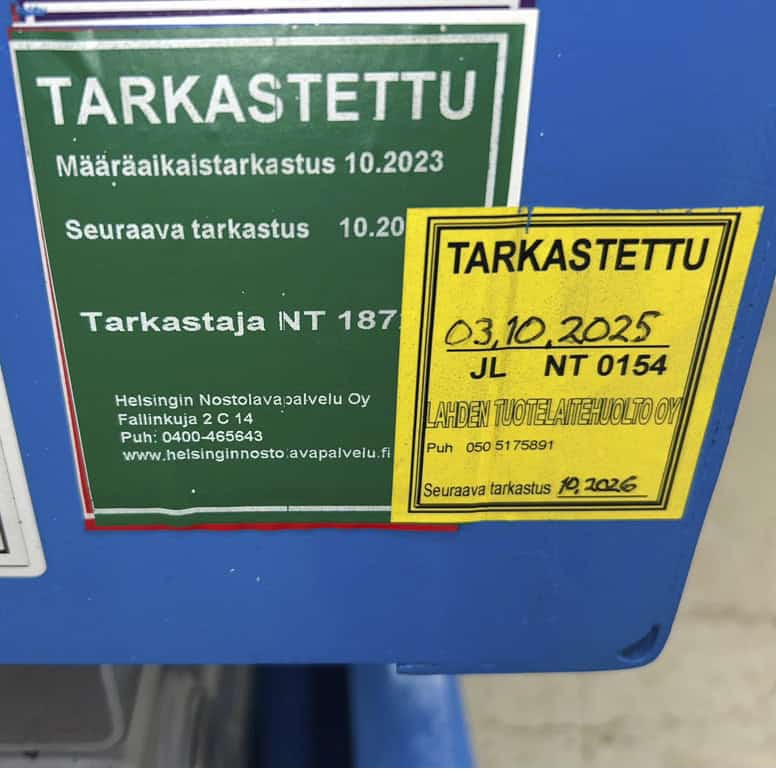 TARKASTETTU
Määräaikaistarkastus 10.2023
Seuraava tarkastus 10.20
Tarkastaja NT 187
Helsingin Nostolavapalvelu Oy
Fallinkuja 2 C 14
Puh: 0400-465643
www.helsinginnostolavapalvelu.fi
TARKASTETTU
03.10.2025
JL NT 0154
LAHDEN TUOTELAITEHUOLTO OY
Puh 050 5175891
Seuraava tarkastus 10.2026